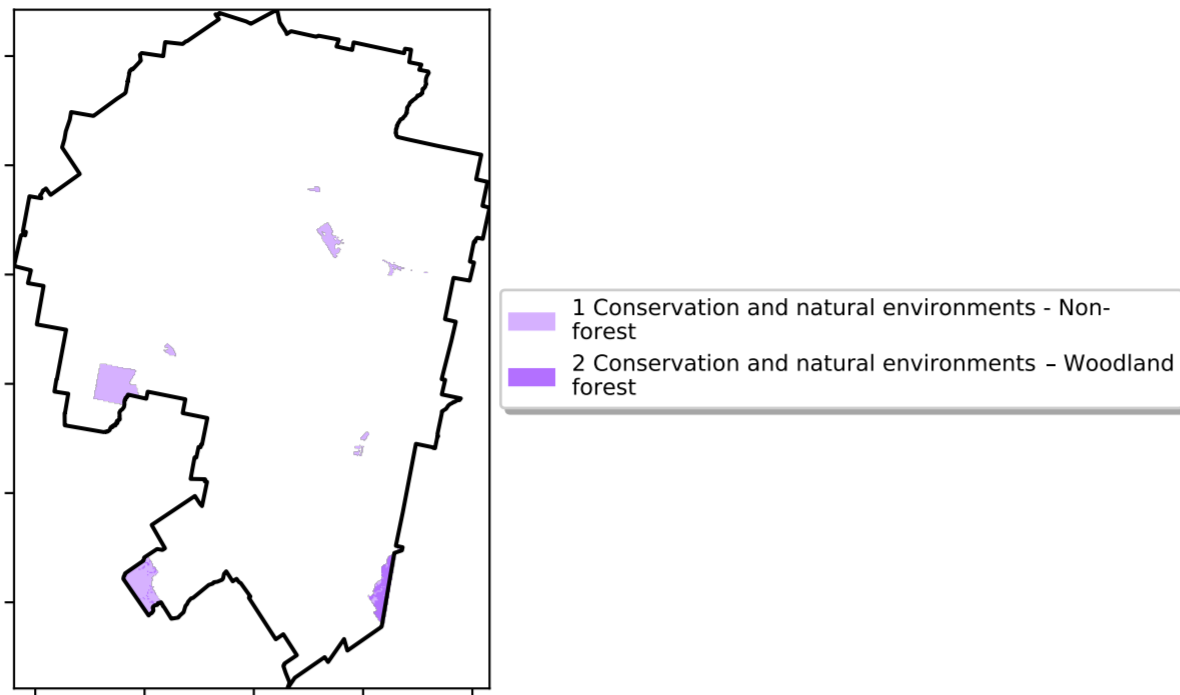 1 Conservation and natural environments - Non-
forest
2 Conservation and natural environments – Woodland
forest